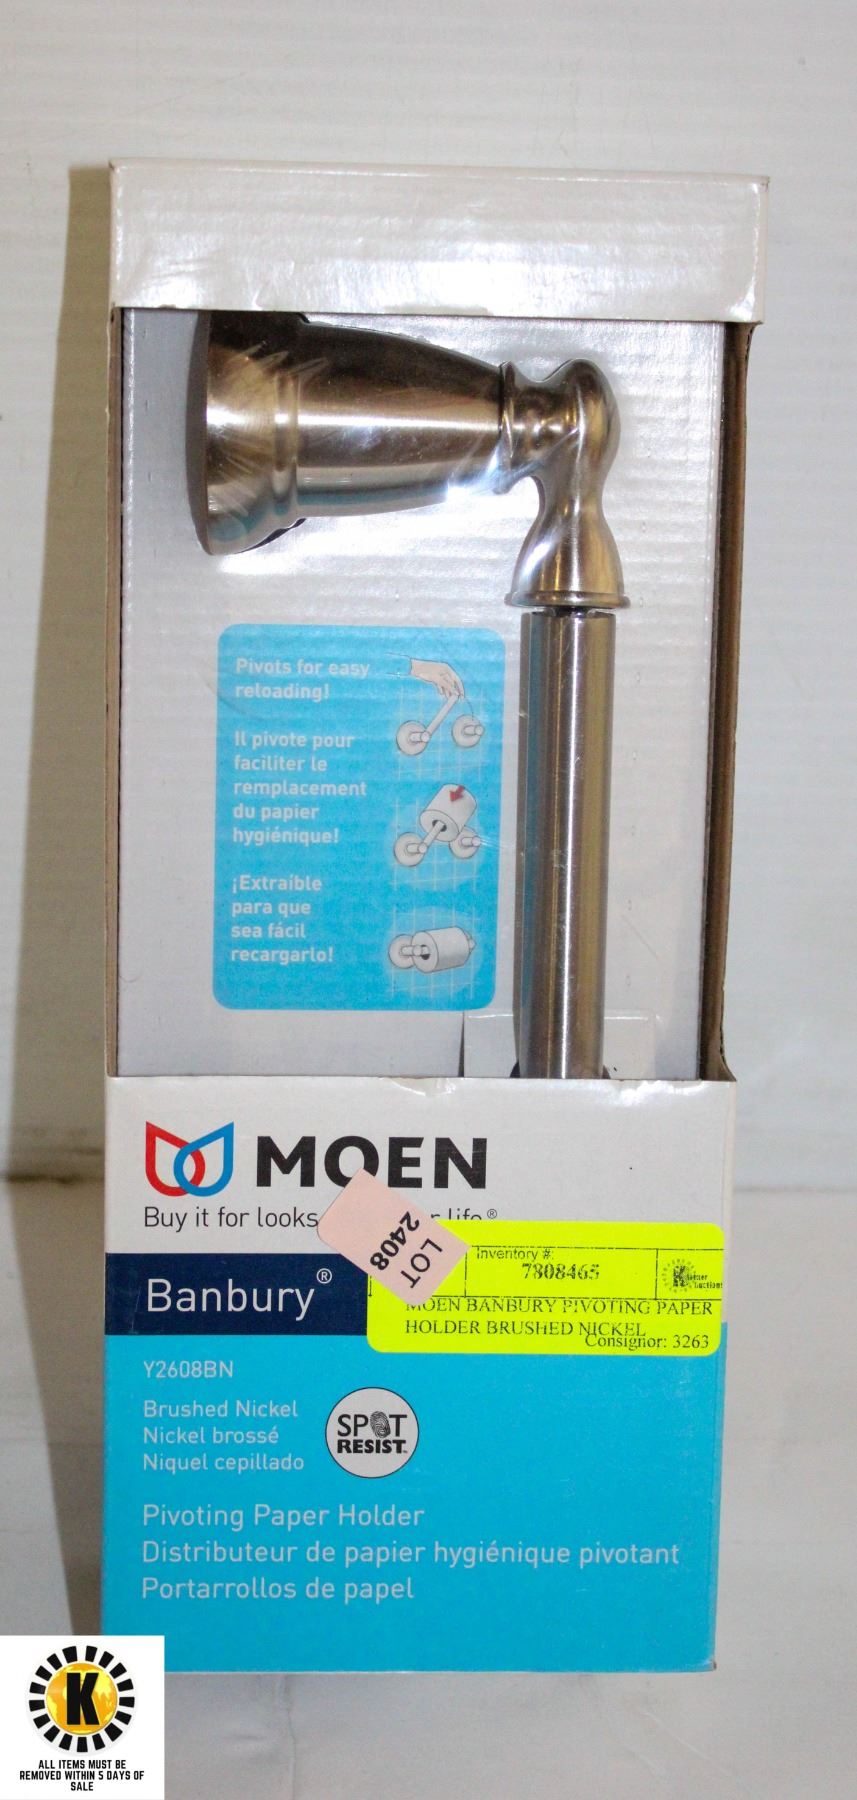 Pivots for easy
reloading!
Il pivote pour
faciliter le
remplacement
du papier
hygiénique!
¡Extraíble
para que
sea fácil
recargarlo!
MOEN
Buy it for looks
life®
LOT
2408
Inventory #:
7808465
MOEN BANBURY PIVOTING PAPER
HOLDER BRUSHED NICKEL
Consignor: 3263
Banbury®
Y2608BN
Brushed Nickel
Nickel brossé
Niquel cepillado
SPOT
RESIST™
Pivoting Paper Holder
Distributeur de papier hygiénique pivotant
Portarrollos de papel
K
ALL ITEMS MUST BE
REMOVED WITHIN 5 DAYS OF
SALE